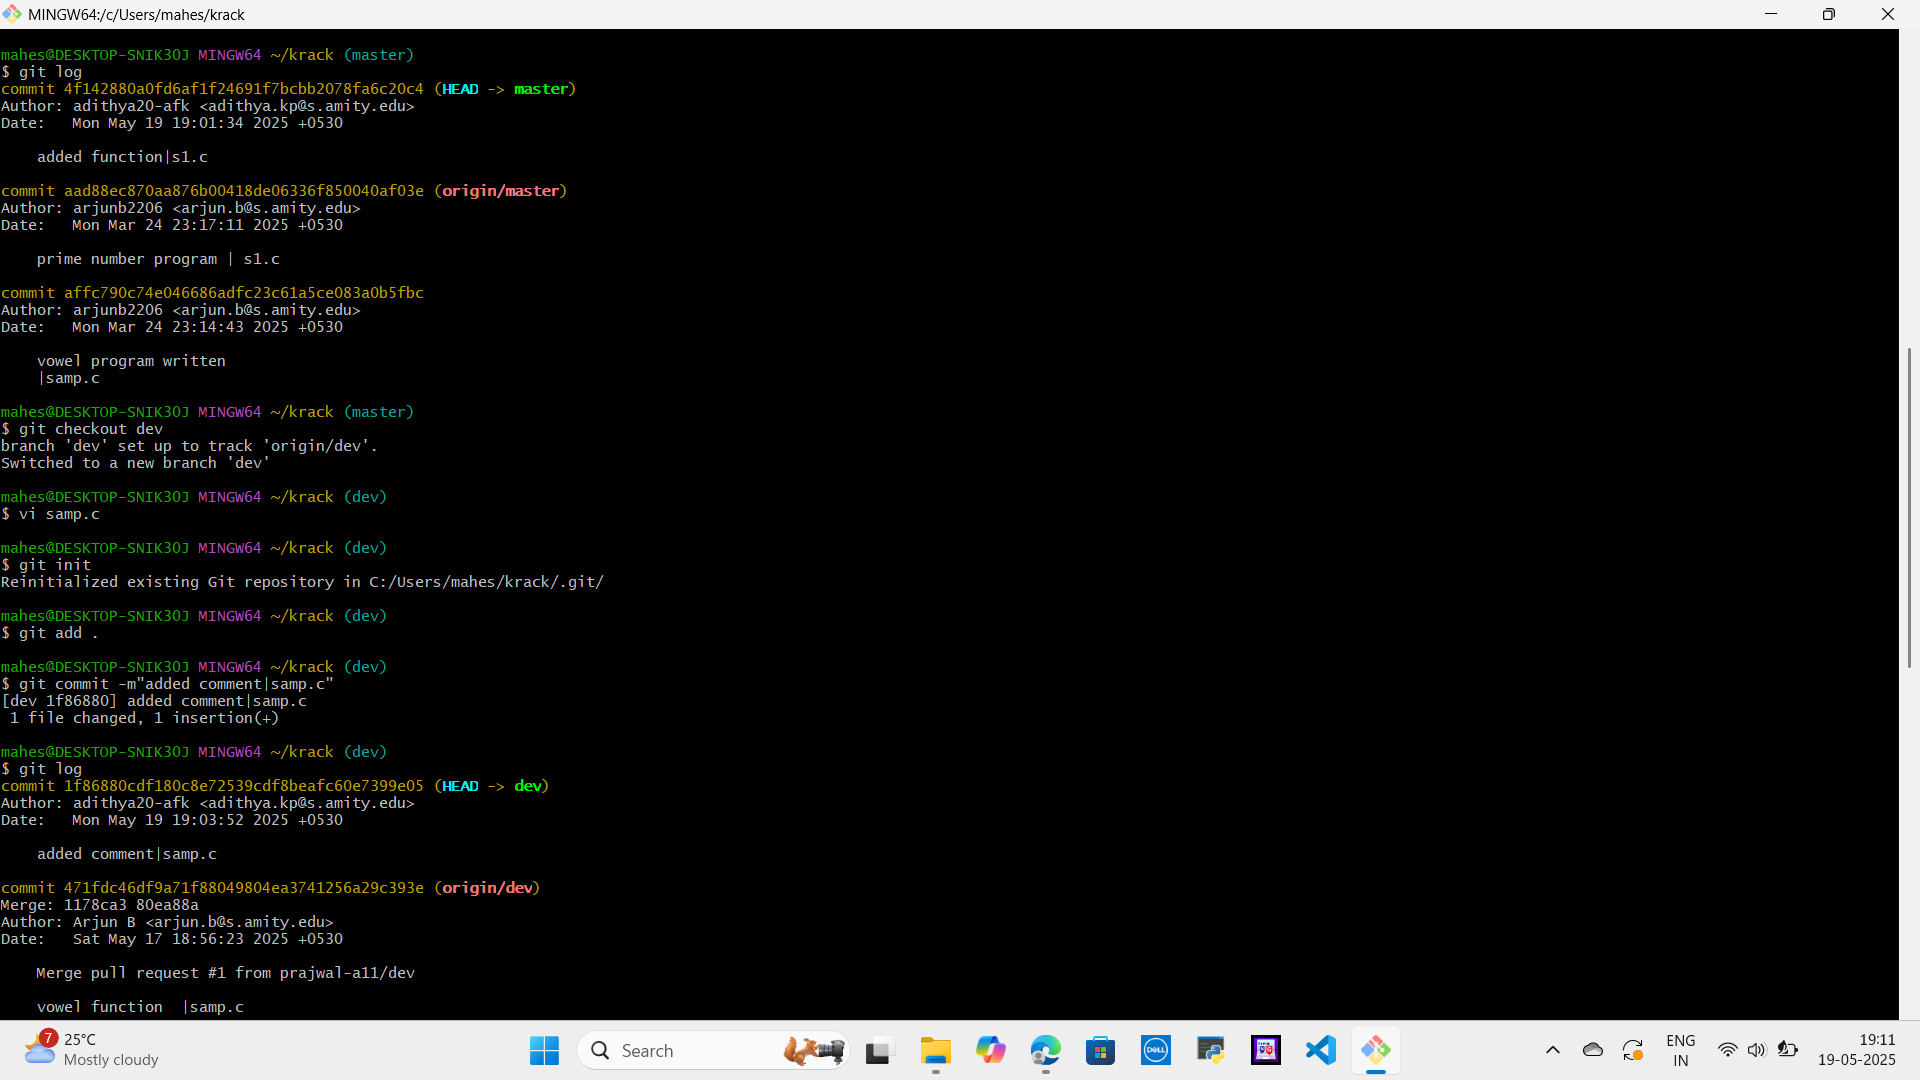 MINGW64:/c/Users/mahes/krack
mahes@DESKTOP-SNIK3OJ MINGW64 ~/krack (master)
$ git log
commit 4f142880a0fd6af1f24691f7bcbb2078fa6c20c4 (HEAD -> master)
Author: adithya20-afk <adithya.kp@s.amity.edu>
Date:   Mon May 19 19:01:34 2025 +0530
added function|s1.c
commit aad88ec870aa876b00418de06336f850040af03e (origin/master)
Author: arjunb2206 <arjun.b@s.amity.edu>
Date:   Mon Mar 24 23:17:11 2025 +0530
prime number program | s1.c
commit affc790c74e046686adfc23c61a5ce083a0b5fbc
Author: arjunb2206 <arjun.b@s.amity.edu>
Date:   Mon Mar 24 23:14:43 2025 +0530
vowel program written
|samp.c
mahes@DESKTOP-SNIK3OJ MINGW64 ~/krack (master)
$ git checkout dev
branch 'dev' set up to track 'origin/dev'.
Switched to a new branch 'dev'
mahes@DESKTOP-SNIK3OJ MINGW64 ~/krack (dev)
$ vi samp.c
mahes@DESKTOP-SNIK3OJ MINGW64 ~/krack (dev)
$ git init
Reinitialized existing Git repository in C:/Users/mahes/krack/.git/
mahes@DESKTOP-SNIK3OJ MINGW64 ~/krack (dev)
$ git add .
mahes@DESKTOP-SNIK3OJ MINGW64 ~/krack (dev)
$ git commit -m"added comment|samp.c"
[dev 1f86880] added comment|samp.c
1 file changed, 1 insertion(+)
mahes@DESKTOP-SNIK3OJ MINGW64 ~/krack (dev)
$ git log
commit 1f86880cdf180c8e72539cdf8beafc60e7399e05 (HEAD -> dev)
Author: adithya20-afk <adithya.kp@s.amity.edu>
Date:   Mon May 19 19:03:52 2025 +0530
added comment|samp.c
commit 471fdc46df9a71f88049804ea3741256a29c393e (origin/dev)
Merge: 1178ca3 80ea88a
Author: Arjun B <arjun.b@s.amity.edu>
Date:   Sat May 17 18:56:23 2025 +0530
Merge pull request #1 from prajwal-a11/dev
vowel function  |samp.c
7
25°C
Mostly cloudy
Search
DELL
ENG
IN
19:11
19-05-2025